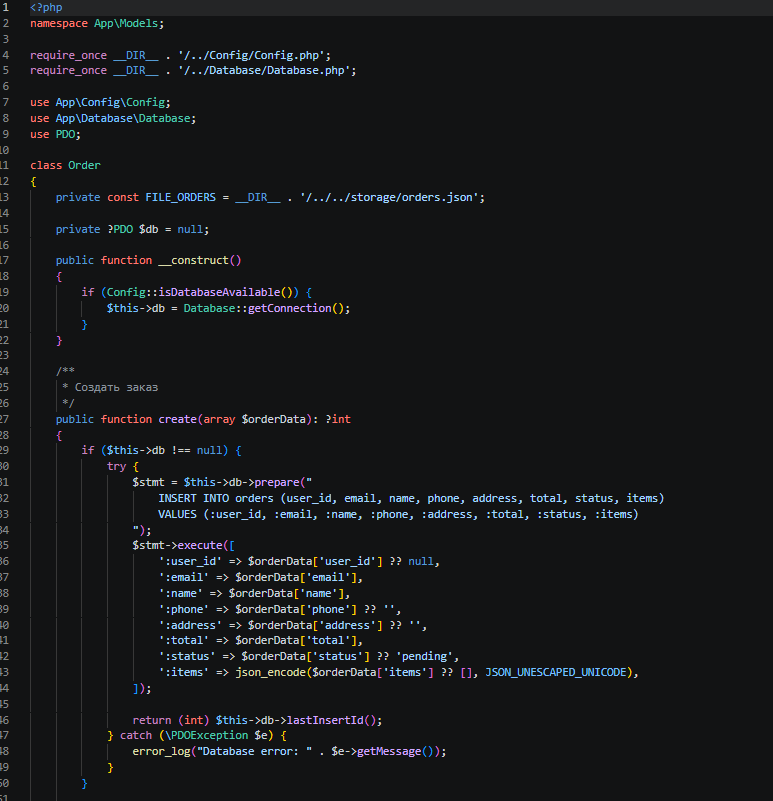 1 <?php
2 namespace App\Models;
3
4 require_once __DIR__ . '/../Config/Config.php';
5 require_once __DIR__ . '/../Database/Database.php';
6
7 use App\Config\Config;
8 use App\Database\Database;
9 use PDO;
10
11 class Order
12 {
13     private const FILE_ORDERS = __DIR__ . '/../../storage/orders.json';
14
15     private ?PDO $db = null;
16
17     public function __construct()
18     {
19         if (Config::isDatabaseAvailable()) {
20             $this->db = Database::getConnection();
21         }
22     }
23
24     /**
25      * Создать заказ
26      */
27     public function create(array $orderData): ?int
28     {
29         if ($this->db !== null) {
30             try {
31                 $stmt = $this->db->prepare("
32                     INSERT INTO orders (user_id, email, name, phone, address, total, status, items)
33                     VALUES (:user_id, :email, :name, :phone, :address, :total, :status, :items)
34                 ");
35                 $stmt->execute([
36                     ':user_id' => $orderData['user_id'] ?? null,
37                     ':email' => $orderData['email'],
38                     ':name' => $orderData['name'],
39                     ':phone' => $orderData['phone'] ?? '',
40                     ':address' => $orderData['address'] ?? '',
41                     ':total' => $orderData['total'],
42                     ':status' => $orderData['status'] ?? 'pending',
43                     ':items' => json_encode($orderData['items'] ?? [], JSON_UNESCAPED_UNICODE),
44                 ]);
45
46                 return (int) $this->db->lastInsertId();
47             } catch (\PDOException $e) {
48                 error_log("Database error: " . $e->getMessage());
49             }
50         }
51